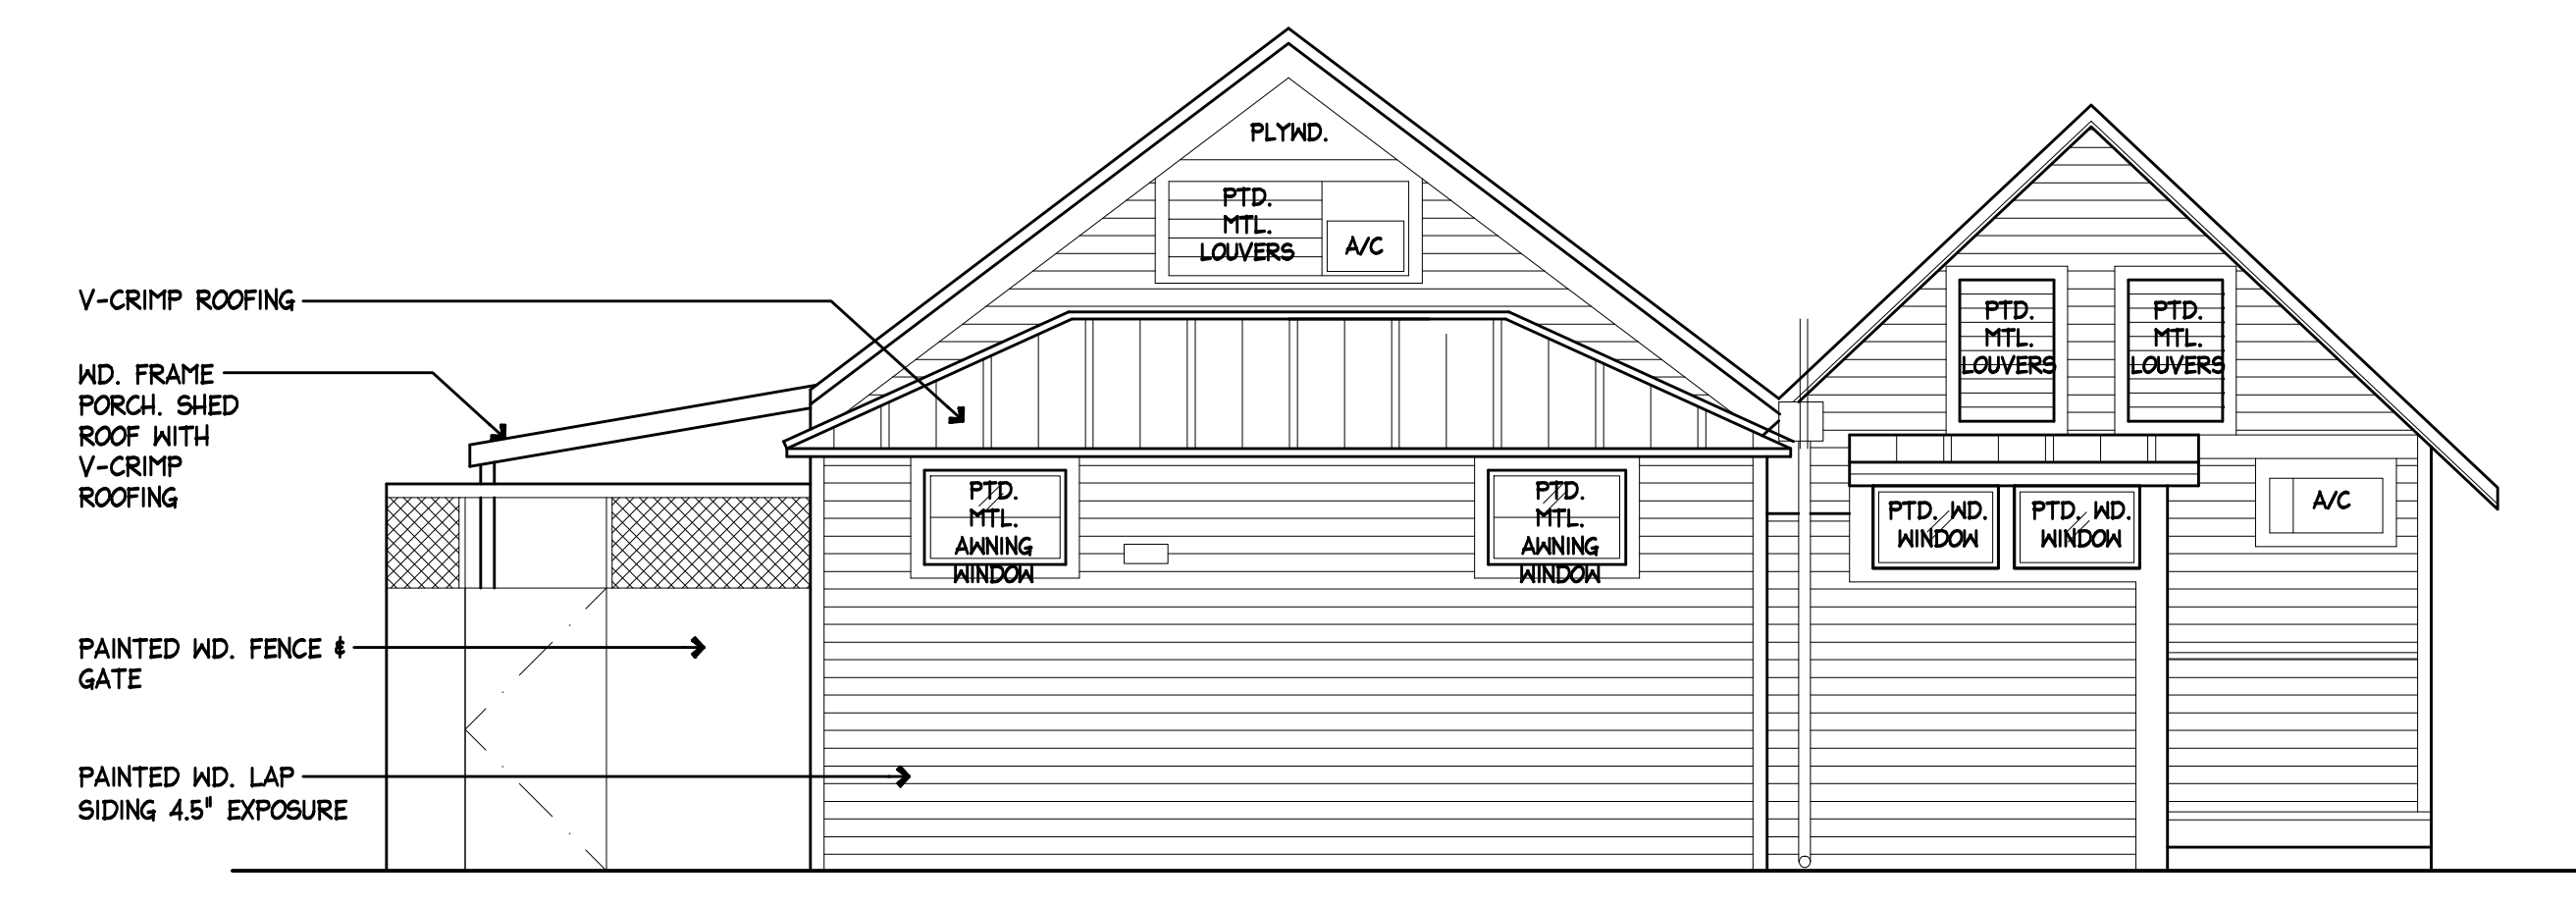 PLYWD.
PTD.
MTL.
LOUVERS
A/C
V-CRIMP ROOFING
WD. FRAME
PORCH. SHED
ROOF WITH
V-CRIMP
ROOFING
PTD.
MTL.
LOUVERS
PTD.
MTL.
LOUVERS
PTD.
MTL.
AWNING
WINDOW
PTD.
MTL.
AWNING
WINDOW
PTD. WD.
WINDOW
PTD. WD.
WINDOW
A/C
PAINTED WD. FENCE &
GATE
PAINTED WD. LAP
SIDING 4.5" EXPOSURE